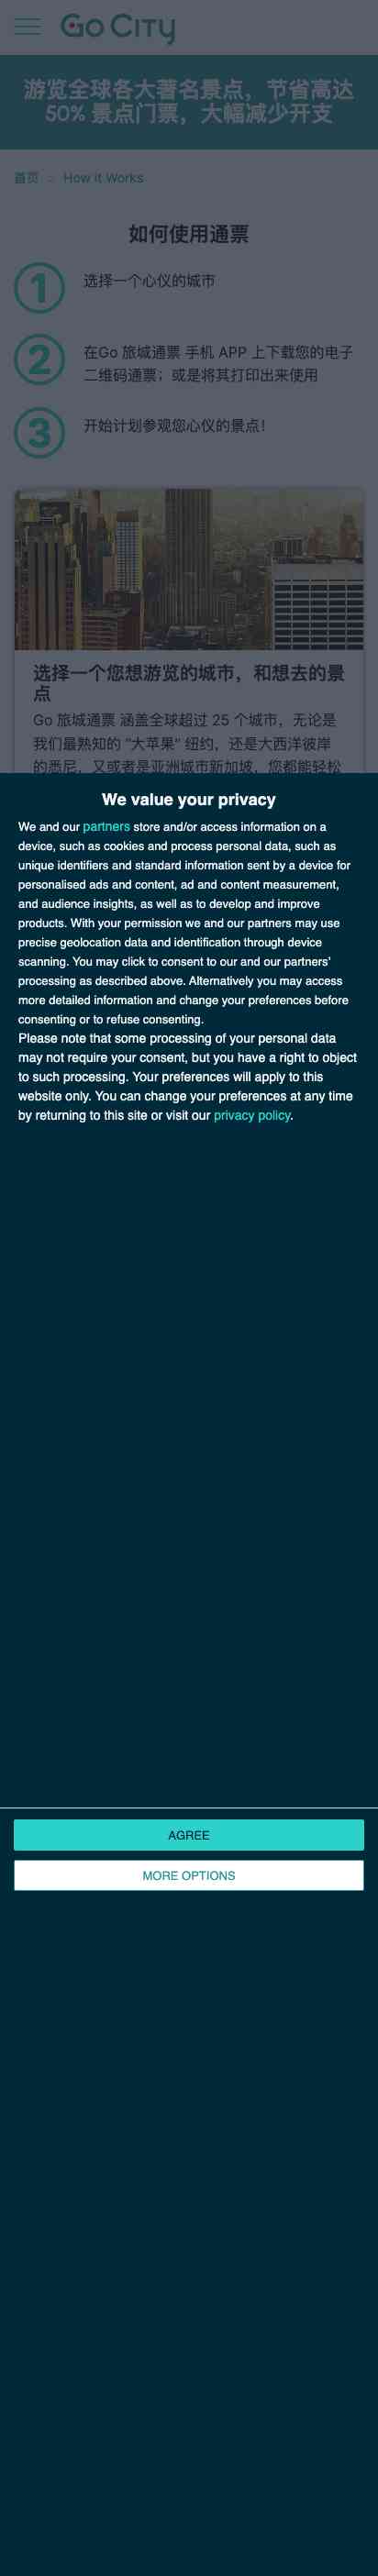 Go City
游览全球各大著名景点，节省高达
50% 景点门票，大幅减少开支
首页 > How it Works
如何使用通票
1 选择一个心仪的城市
2 在Go 旅城通票 手机 APP 上下载您的电子
二维码通票；或是将其打印出来使用
3 开始计划参观您心仪的景点！
选择一个您想游览的城市，和想去的景
点
Go 旅城通票 涵盖全球超过 25 个城市，无论是
我们最熟知的 “大苹果” 纽约，还是大西洋彼岸
的悉尼，又或者是亚洲城市新加坡，您都能轻松
We value your privacy
We and our partners store and/or access information on a
device, such as cookies and process personal data, such as
unique identifiers and standard information sent by a device for
personalised ads and content, ad and content measurement,
and audience insights, as well as to develop and improve
products. With your permission we and our partners may use
precise geolocation data and identification through device
scanning. You may click to consent to our and our partners’
processing as described above. Alternatively you may access
more detailed information and change your preferences before
consenting or to refuse consenting.
Please note that some processing of your personal data
may not require your consent, but you have a right to object
to such processing. Your preferences will apply to this
website only. You can change your preferences at any time
by returning to this site or visit our privacy policy.
AGREE
MORE OPTIONS